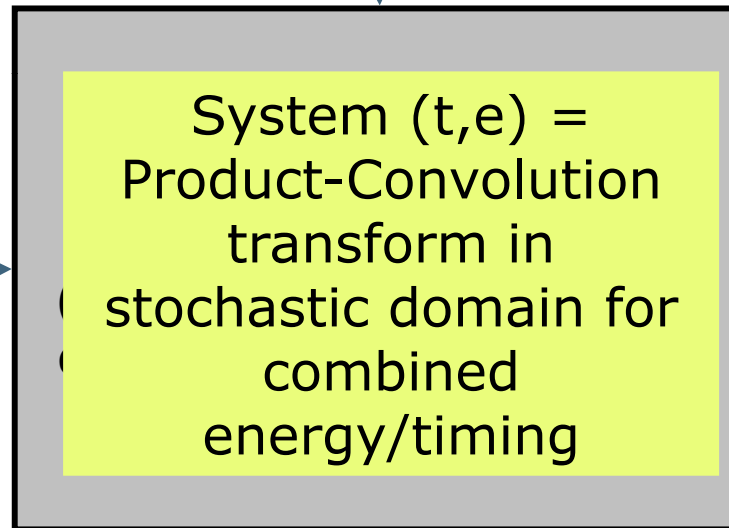 System (t,e) =
Product-Convolution
transform in
stochastic domain for
combined
energy/timing